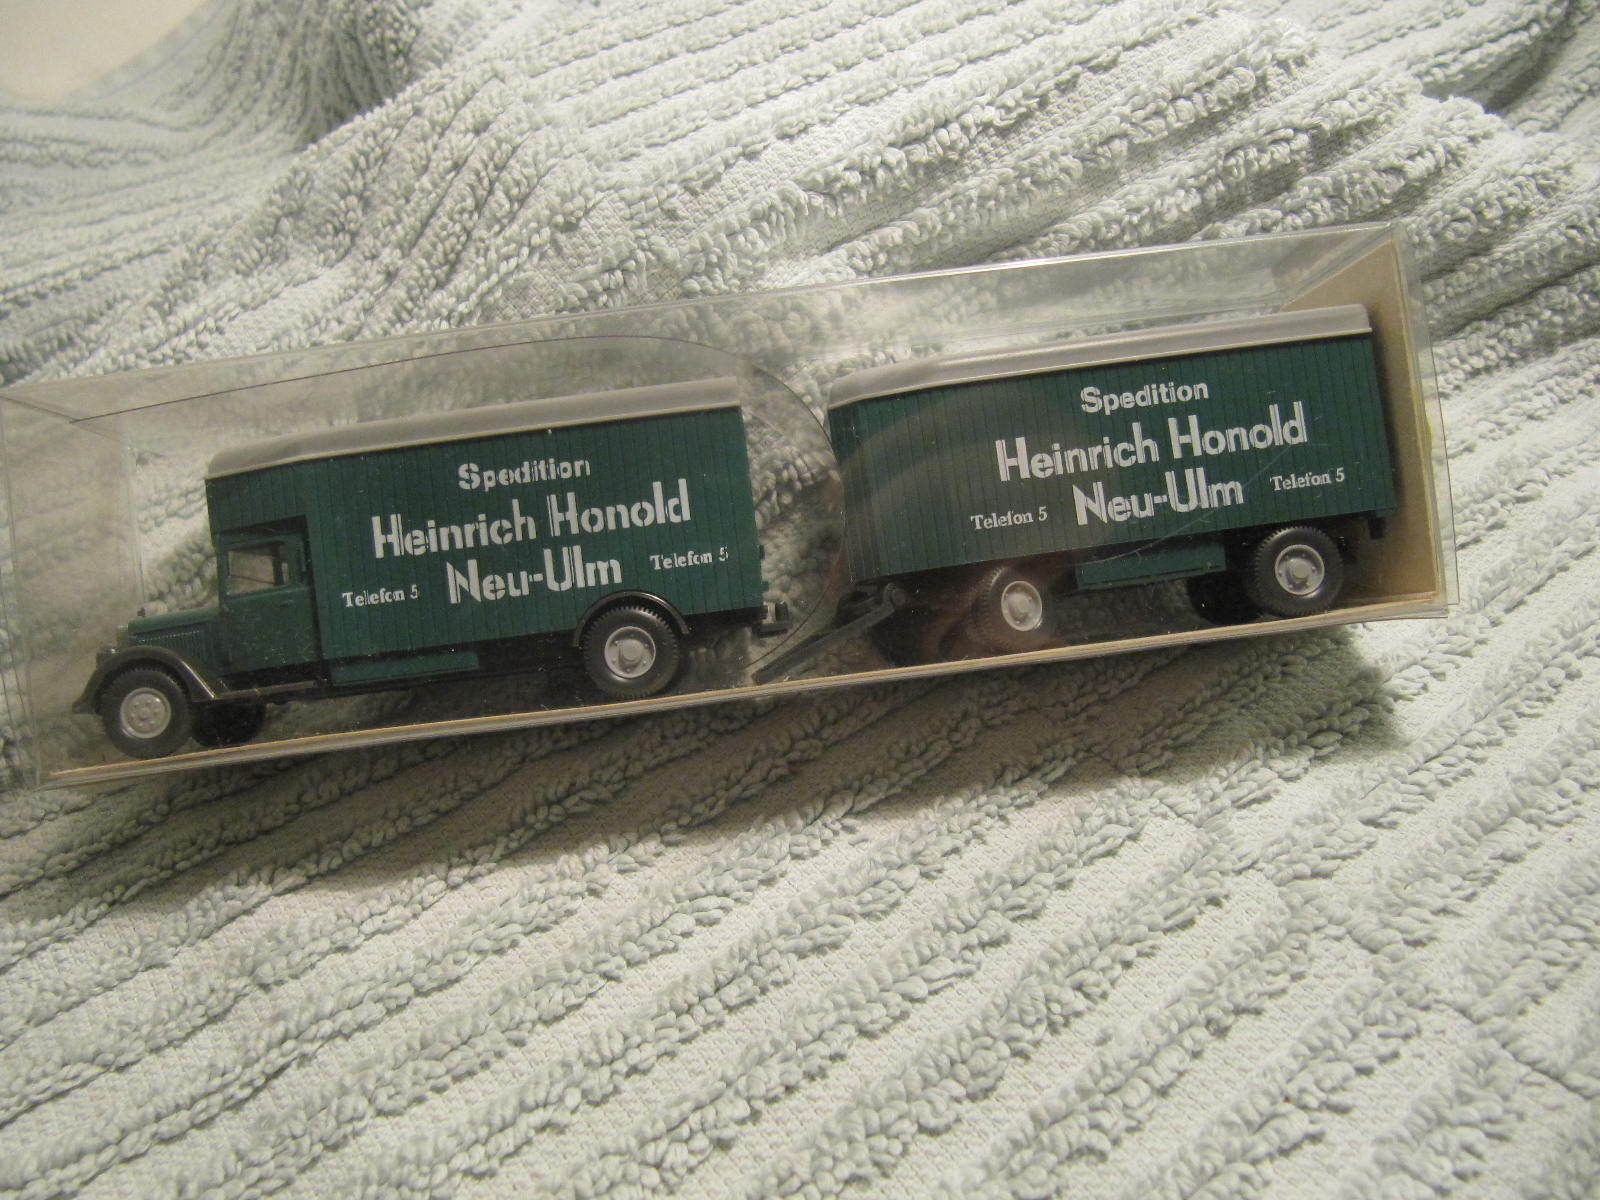 Spedition
Heinrich Honold
Neu-Ulm
Telefon 5 Telefon 5
Spedition
Heinrich Honold
Neu-Ulm
Telefon 5 Telefon 5